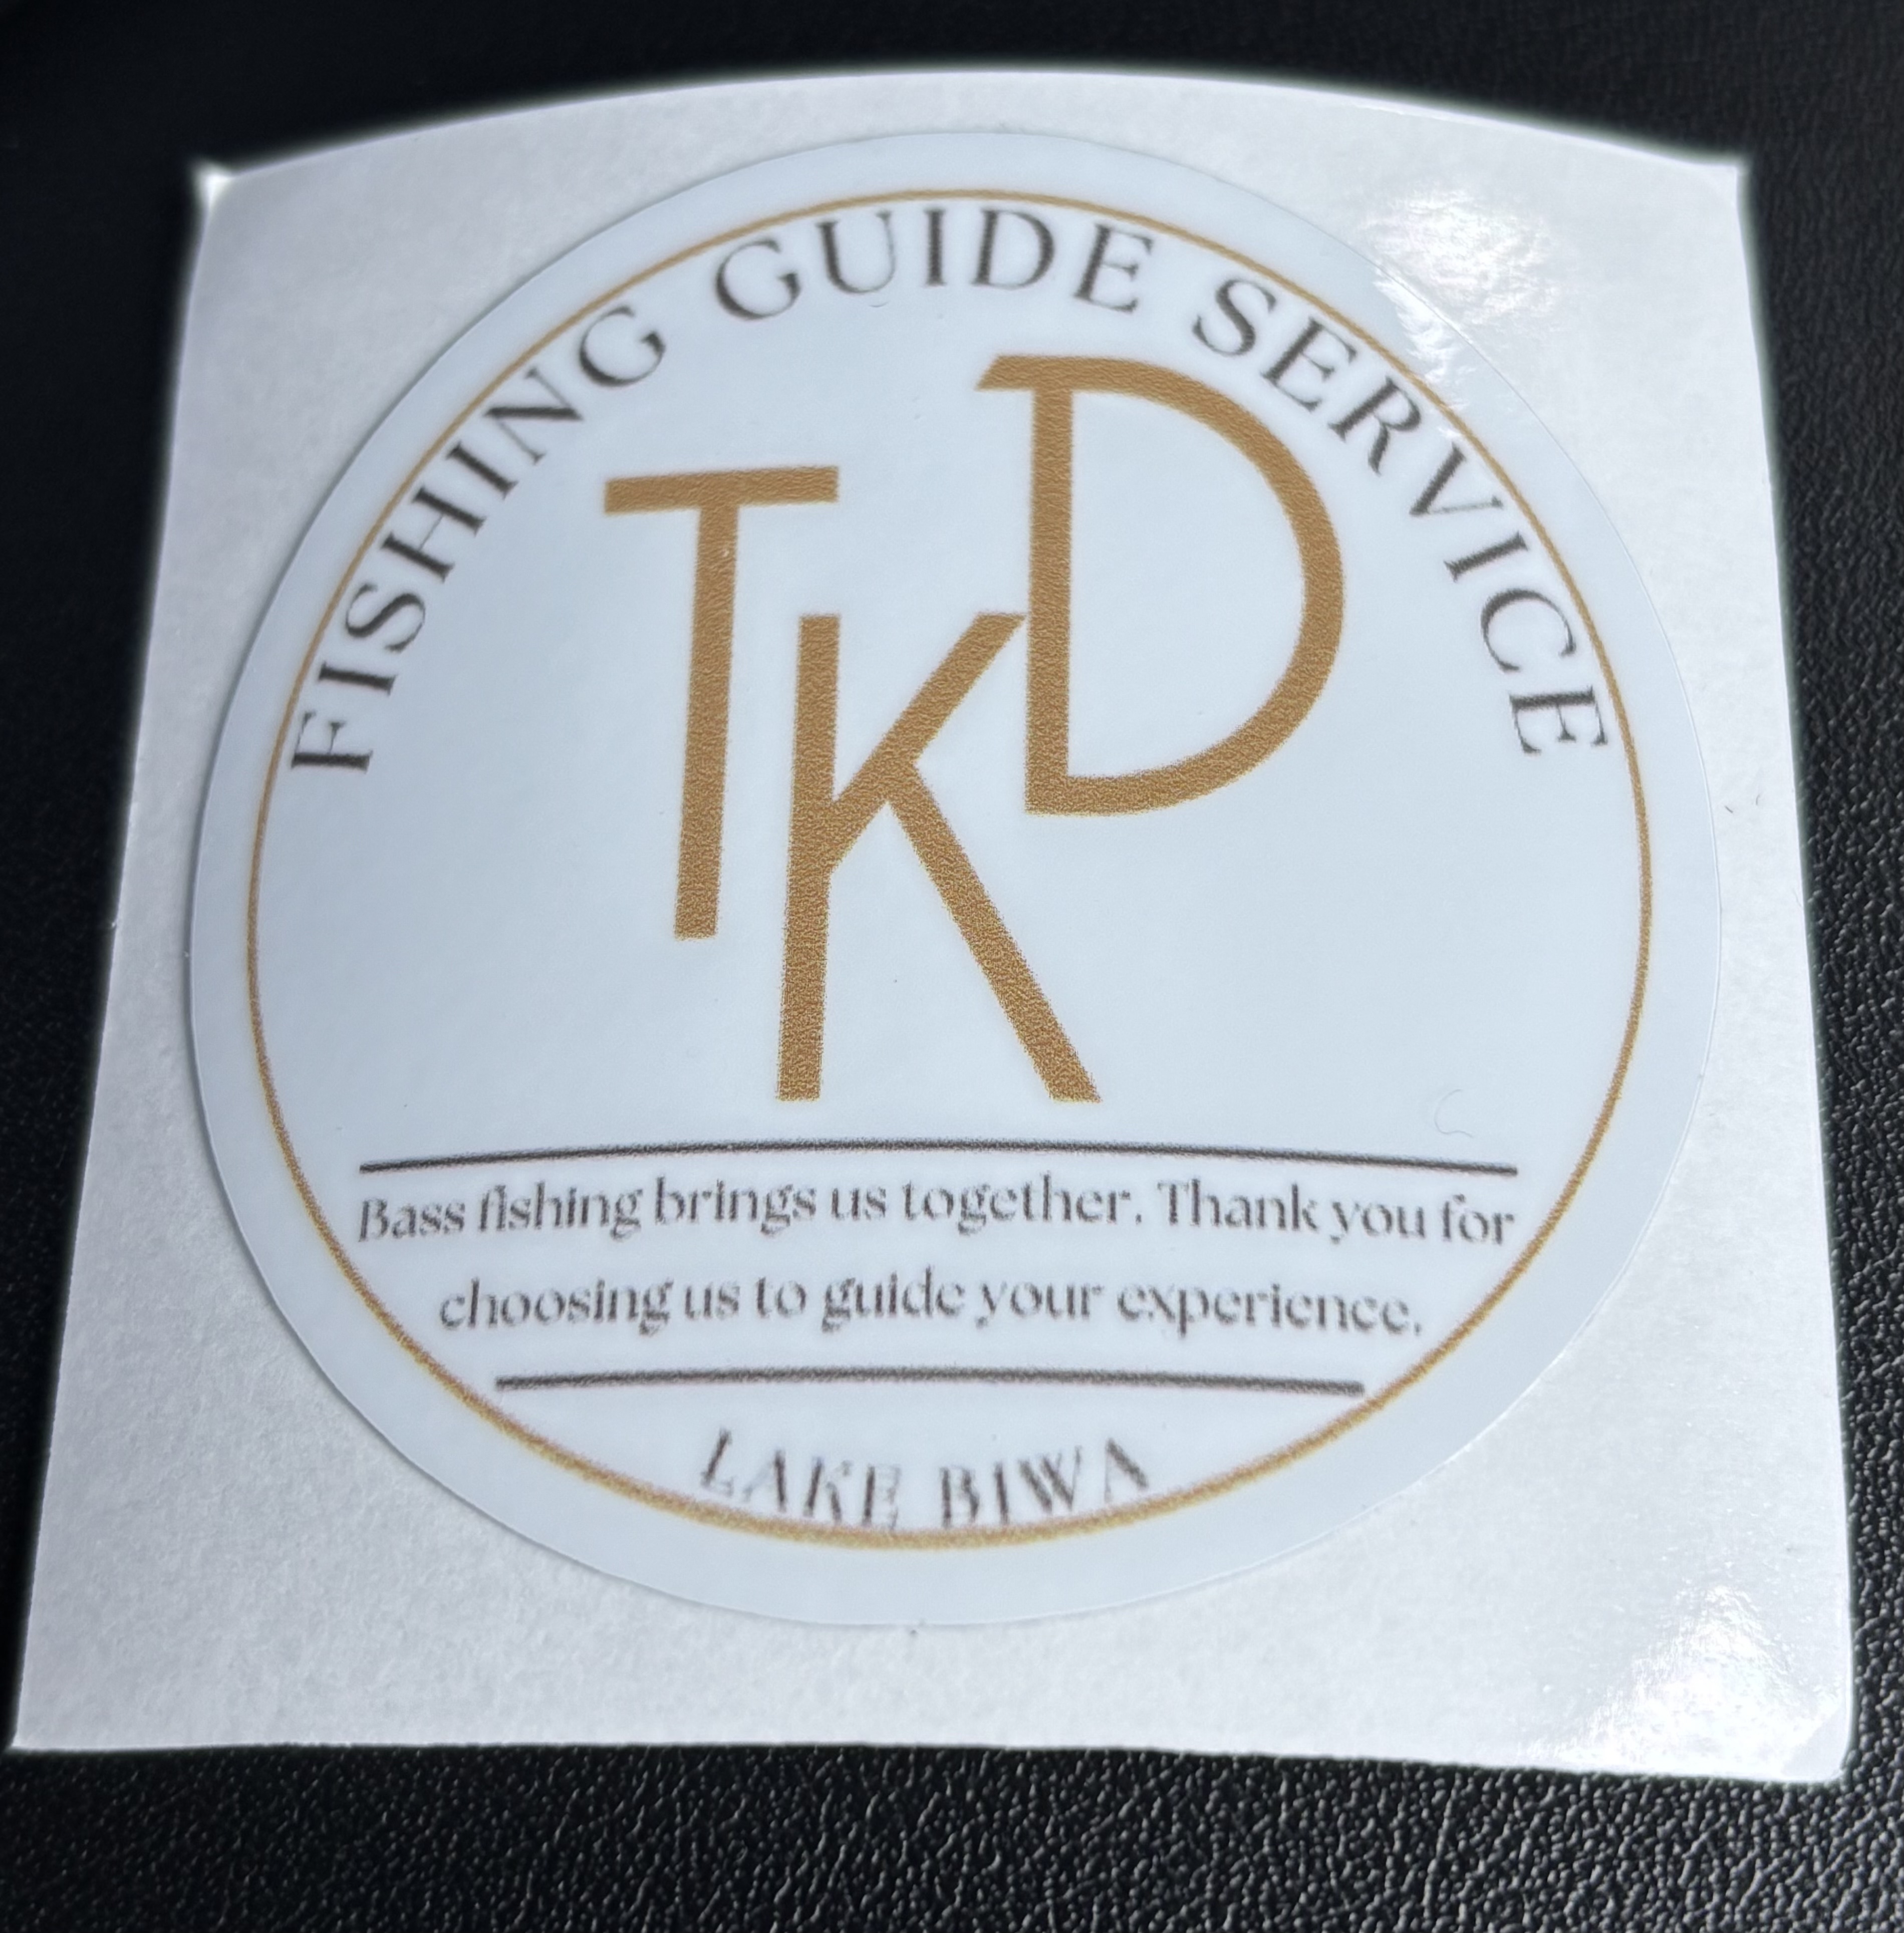 FISHING GUIDE SERVICE
TKD
Bass fishing brings us together. Thank you for
choosing us to guide your experience.
LAKE BIWA